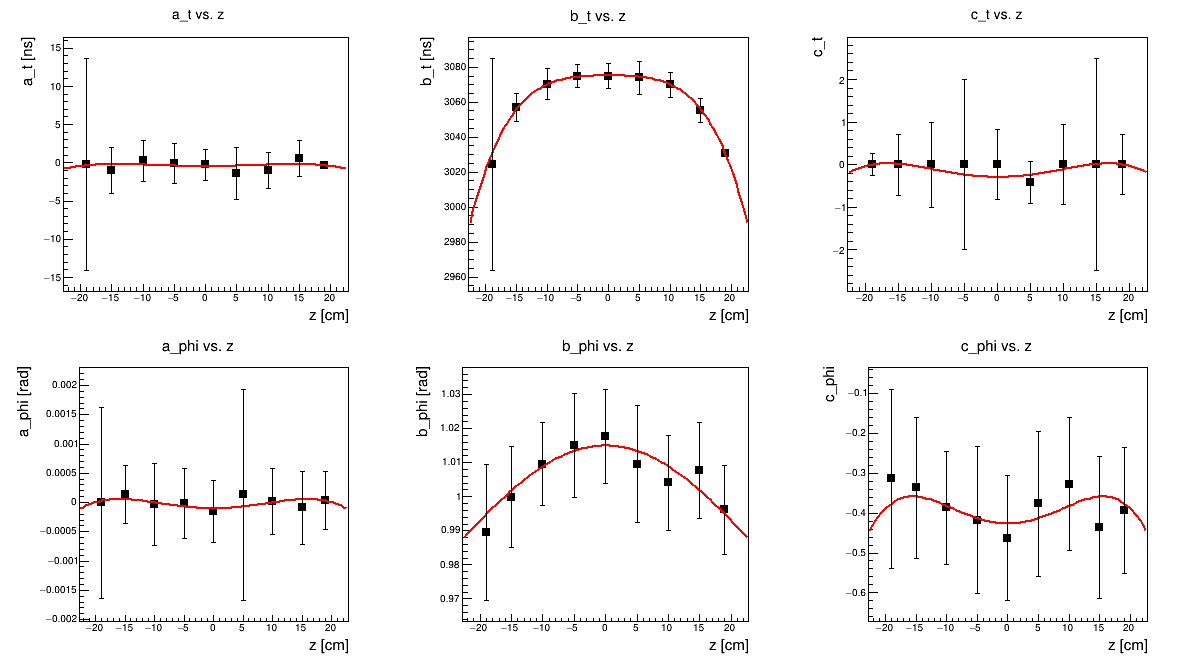 a_t vs. z
a_t [ns]
15
10
5
0
−5
−10
−15
−20 −15 −10 −5 0 5 10 15 20
z [cm]
b_t vs. z
b_t [ns]
3080
3060
3040
3020
3000
2980
2960
−20 −15 −10 −5 0 5 10 15 20
z [cm]
c_t vs. z
c_t
2
1
0
−1
−2
−20 −15 −10 −5 0 5 10 15 20
z [cm]
a_phi vs. z
a_phi [rad]
0.002
0.0015
0.001
0.0005
0
−0.0005
−0.001
−0.0015
−0.002
−20 −15 −10 −5 0 5 10 15 20
z [cm]
b_phi vs. z
b_phi [rad]
1.03
1.02
1.01
1
0.99
0.98
0.97
−20 −15 −10 −5 0 5 10 15 20
z [cm]
c_phi vs. z
c_phi
−0.1
−0.2
−0.3
−0.4
−0.5
−0.6
−20 −15 −10 −5 0 5 10 15 20
z [cm]